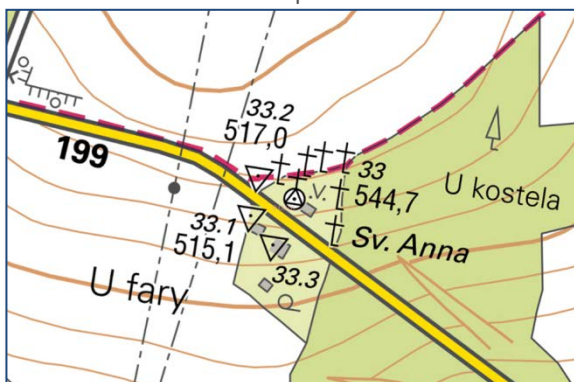 33.2
517,0
199
33
544,7
U kostela
33.1
515,1
Sv. Anna
33.3
U fary
v.